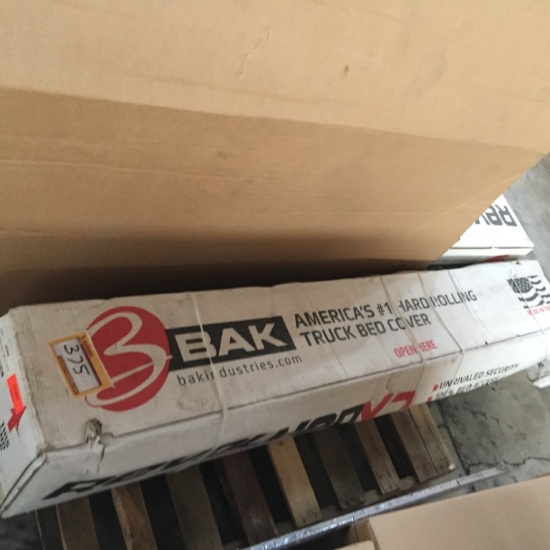 375
BAK
bakindustries.com
AMERICA'S #1 HARD ROLLING
TRUCK BED COVER
OPEN HERE
UNRIVALED SECURITY